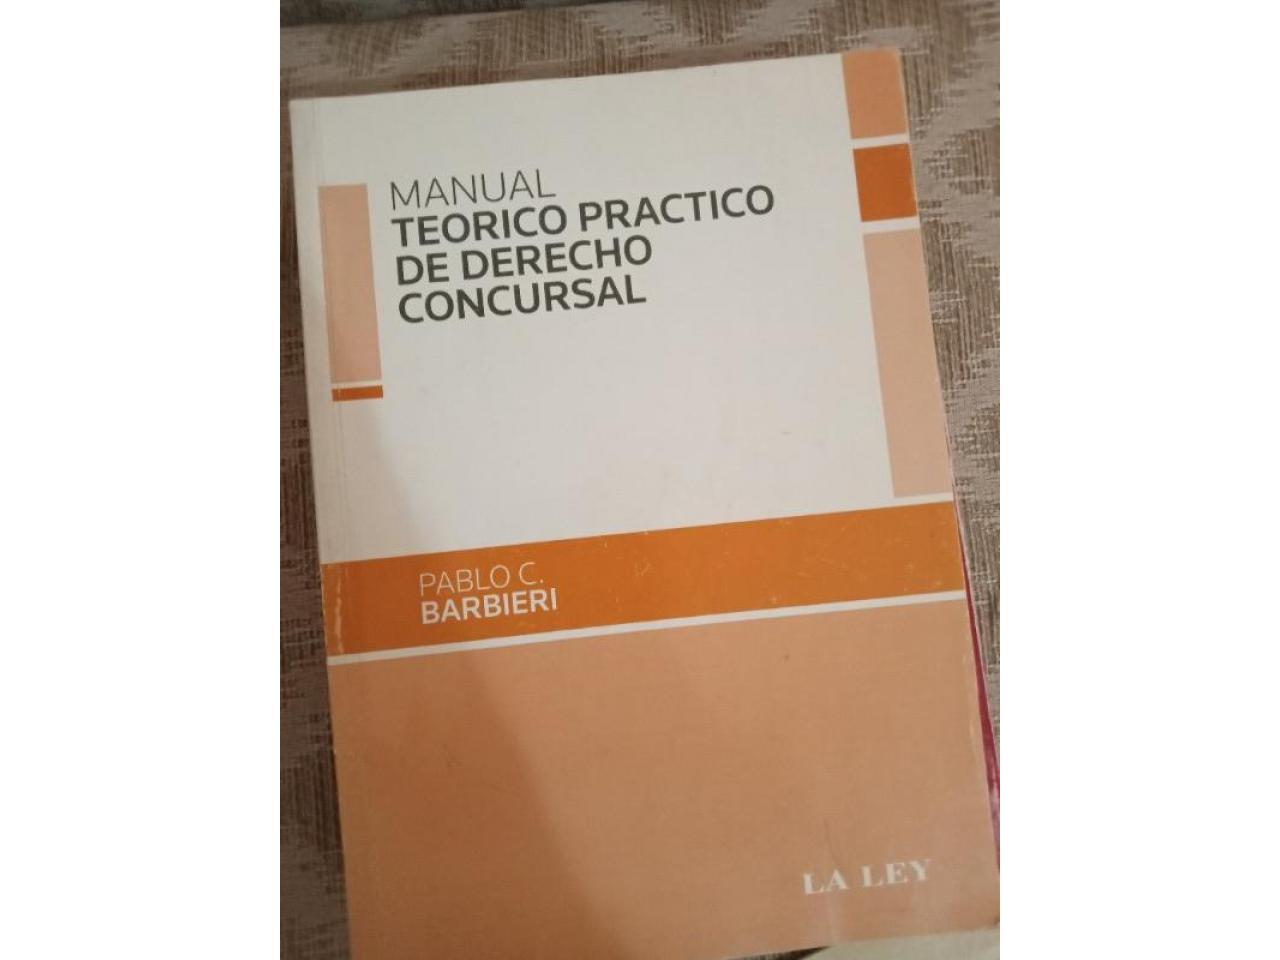 MANUAL
TEORICO PRACTICO
DE DERECHO
CONCURSAL
PABLO C.
BARBIERI
LA LEY